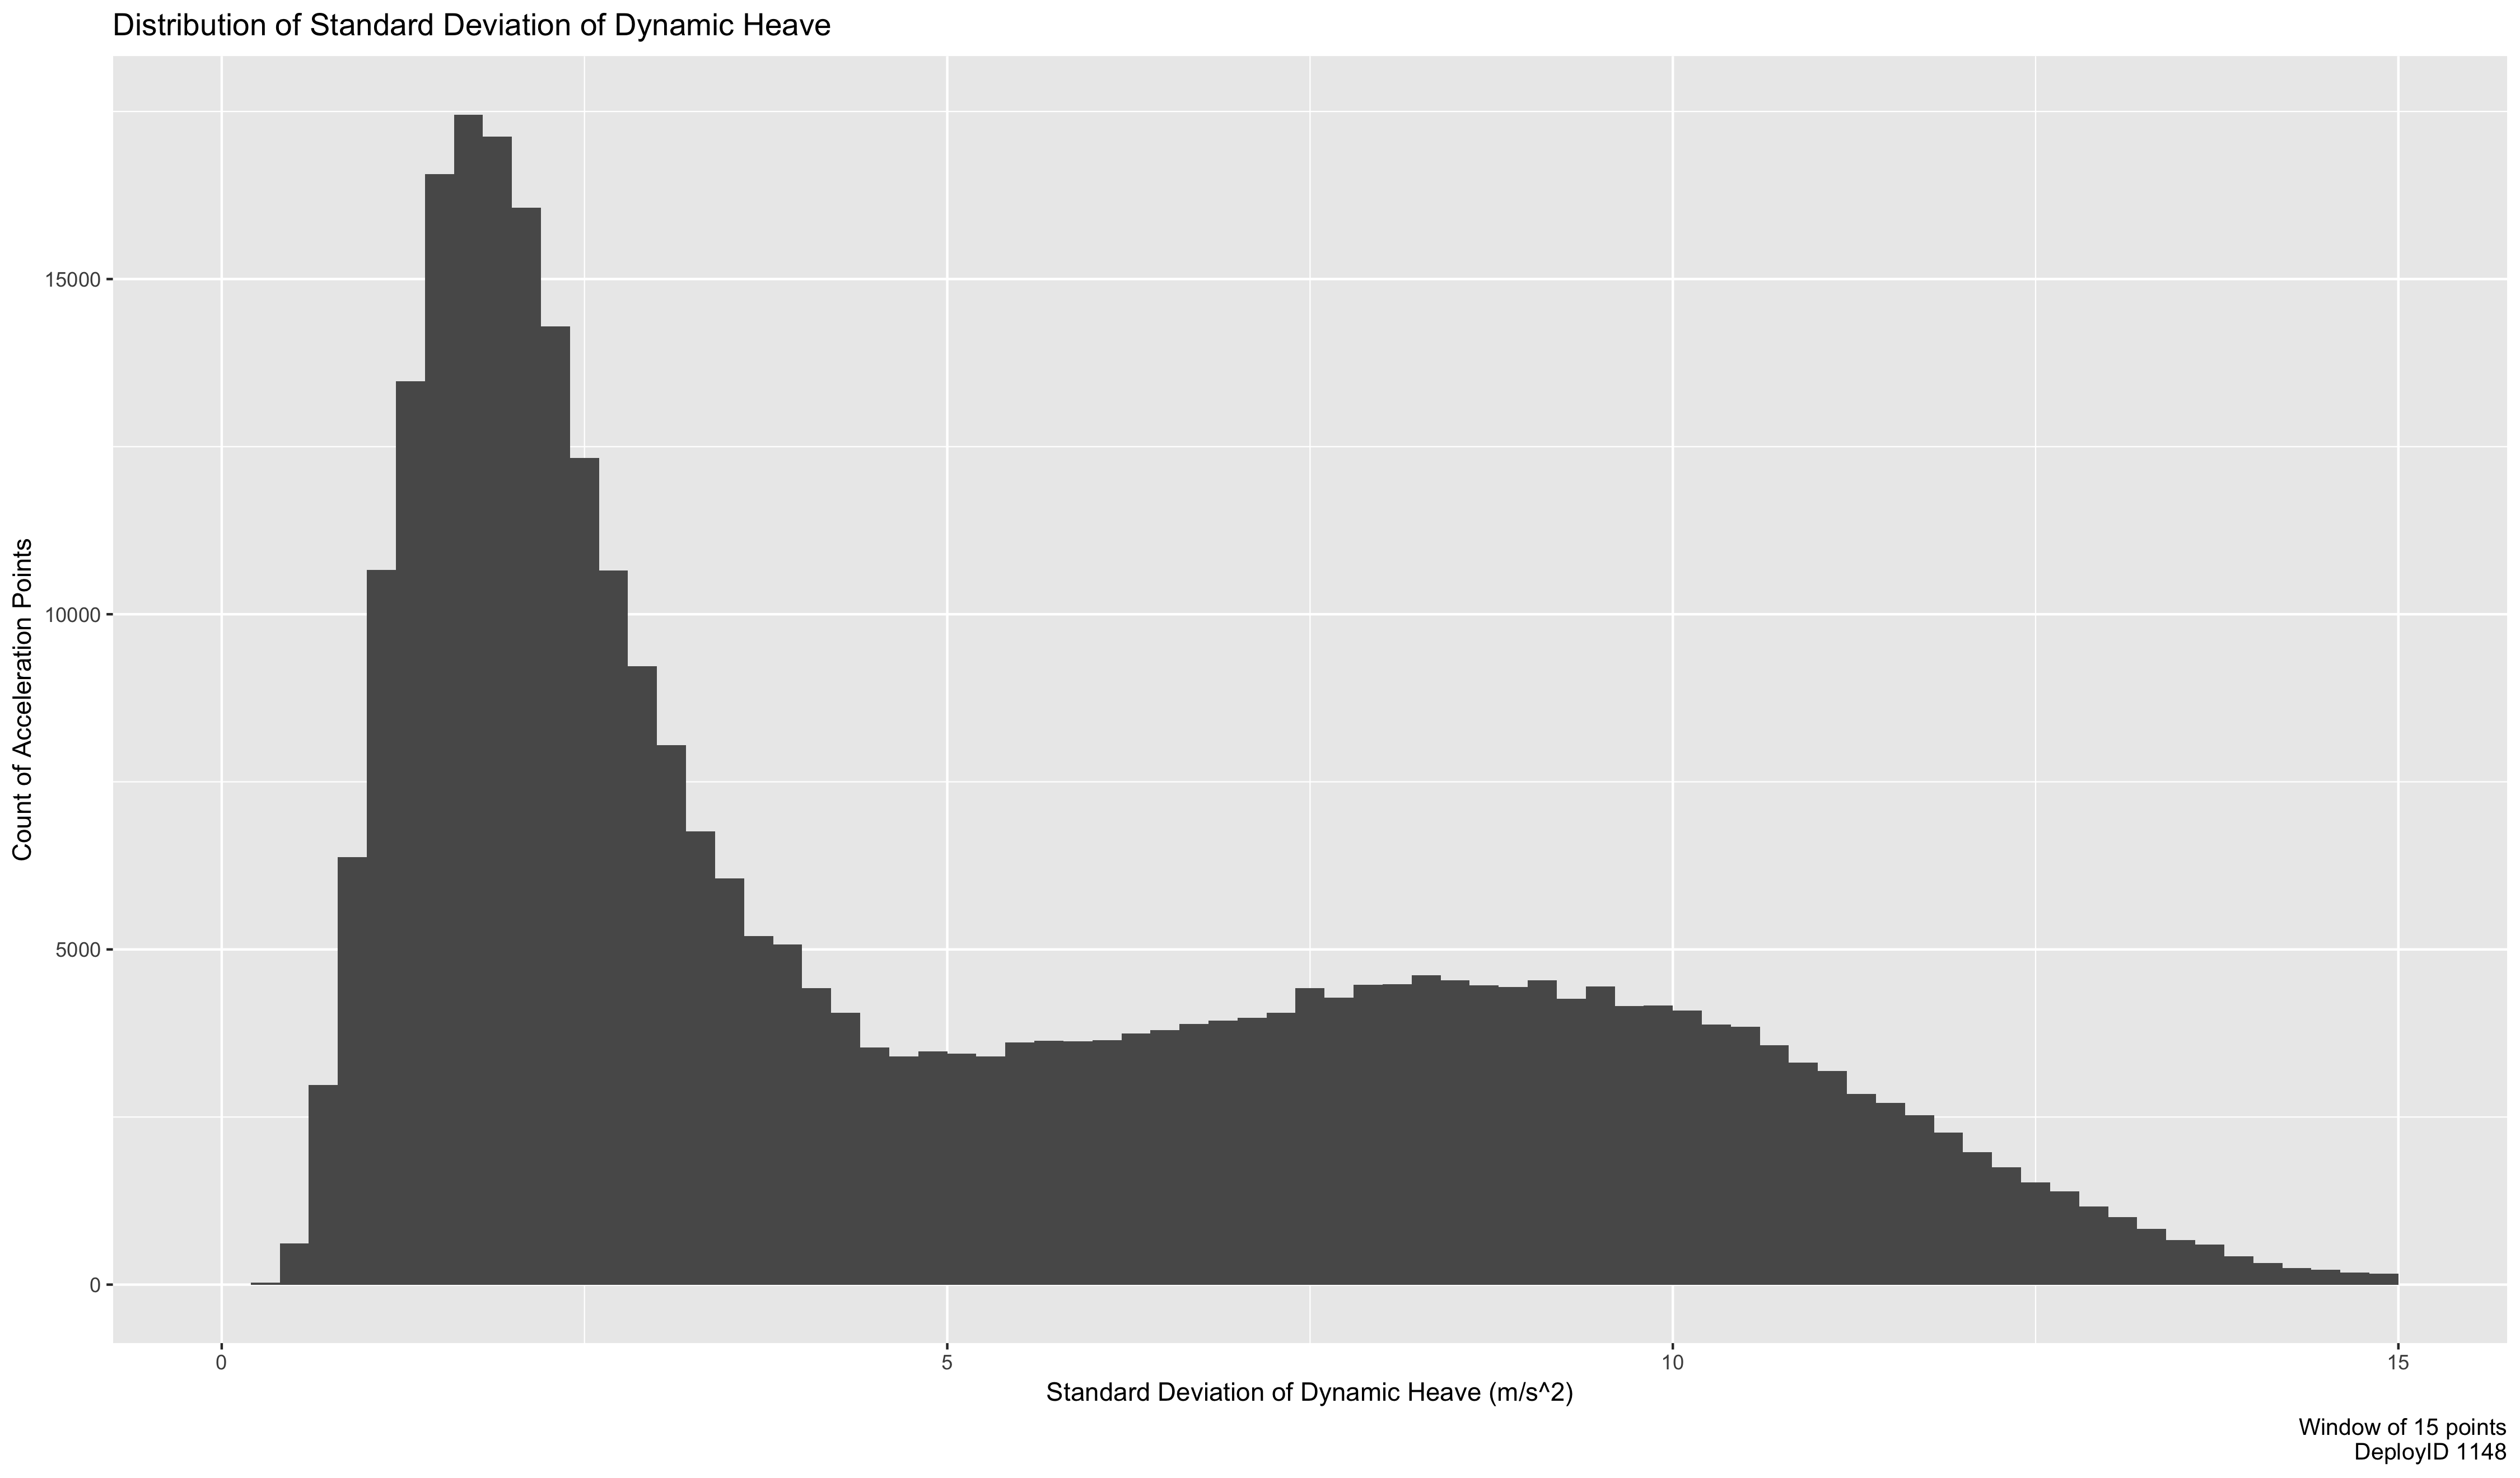 Distribution of Standard Deviation of Dynamic Heave
Count of Acceleration Points
15000
10000
5000
0
0
5
10
15
Standard Deviation of Dynamic Heave (m/s^2)
Window of 15 points
DeployID 1148